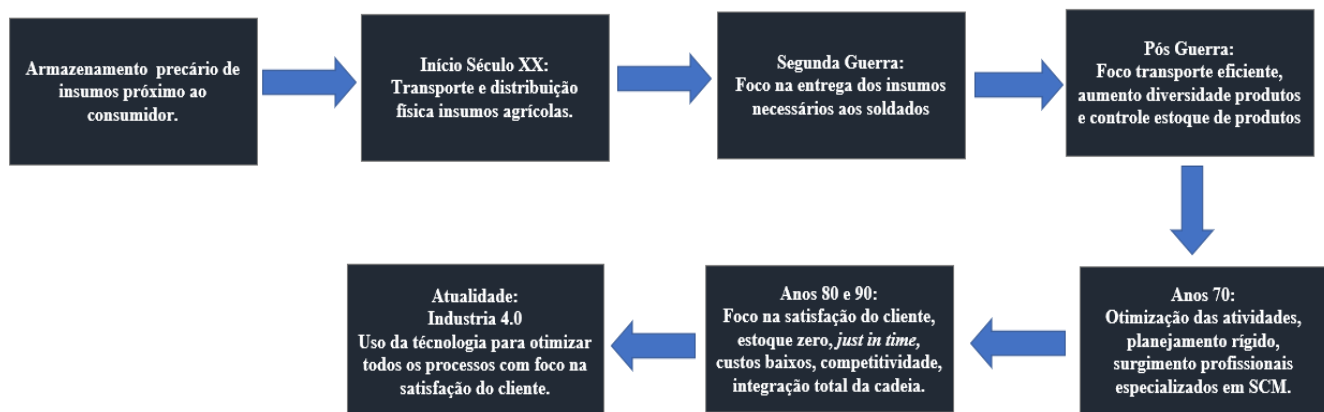 Armazenamento precário de
insumos próximo ao
consumidor.
Início Século XX:
Transporte e distribuição
física insumos agrícolas.
Segunda Guerra:
Foco na entrega dos insumos
necessários aos soldados
Pós Guerra:
Foco transporte eficiente,
aumento diversidade produtos
e controle estoque de produtos
Anos 70:
Otimização das atividades,
planejamento rígido,
surgimento profissionais
especializados em SCM.
Anos 80 e 90:
Foco na satisfação do cliente,
estoque zero, just in time,
custos baixos, competitividade,
integração total da cadeia.
Atualidade:
Industria 4.0
Uso da técnologia para otimizar
todos os processos com foco na
satisfação do cliente.